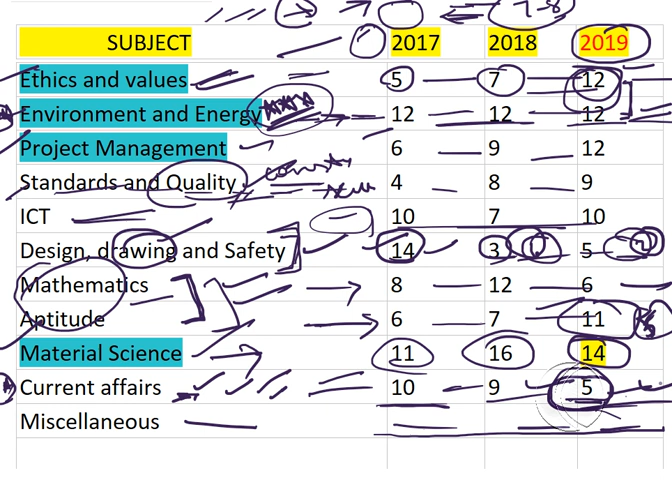 7-8
SUBJECT 2017 2018 2019
Ethics and values 5 7 12
Environment and Energy 12 12 12
Project Management 6 9 12
Standards and Quality 4 8 9
ICT 10 7 10
Design, drawing and Safety 14 3 5
Mathematics 8 12 6
Aptitude 6 7 11
Material Science 11 16 14
Current affairs 10 9 5
Miscellaneous